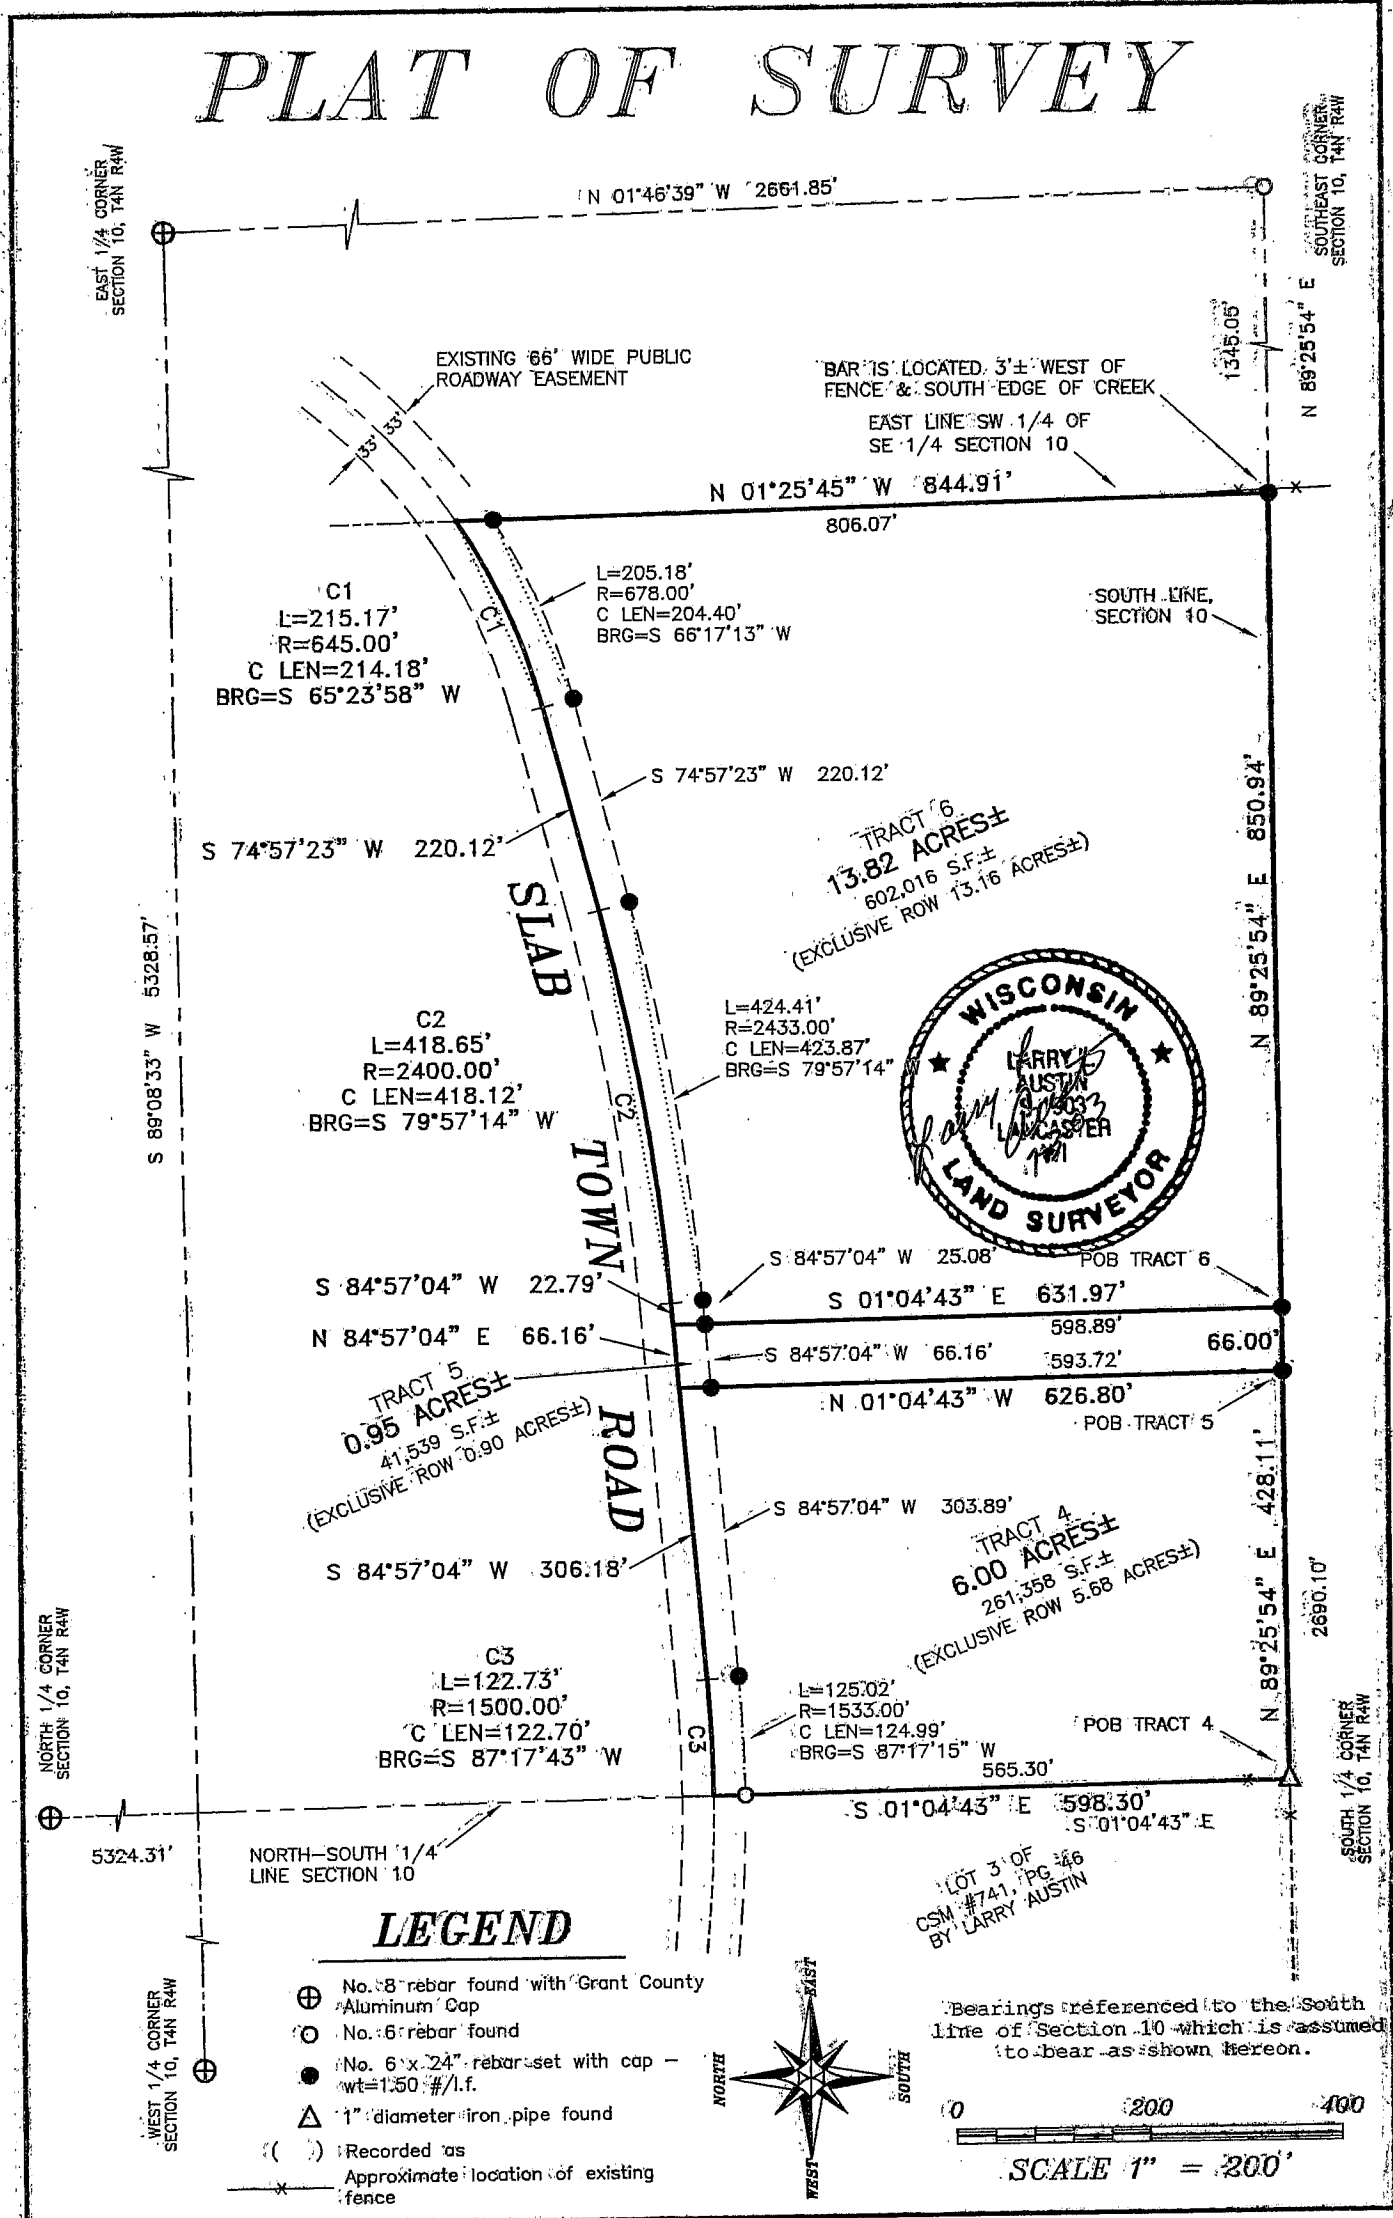 PLAT OF SURVEY
EAST 1/4 CORNER
SECTION 10, T4N R4W
N 01°46'39" W 2661.85'
SOUTHEAST CORNER
SECTION 10, T4N R4W
1345.05'
N 89°25'54" E
EXISTING 66' WIDE PUBLIC
ROADWAY EASEMENT
33' 33'
BAR IS LOCATED 3'± WEST OF
FENCE & SOUTH EDGE OF CREEK
EAST LINE SW 1/4 OF
SE 1/4 SECTION 10
N 01°25'45" W 844.91'
806.07'
C1
L=215.17'
R=645.00'
C LEN=214.18'
BRG=S 65°23'58" W
C1
L=205.18'
R=678.00'
C LEN=204.40'
BRG=S 66°17'13" W
SOUTH LINE,
SECTION 10
S 74°57'23" W 220.12'
S 74°57'23" W 220.12'
TRACT 6
13.82 ACRES±
602,016 S.F.±
(EXCLUSIVE ROW 13.16 ACRES±)
N 89°25'54" E 850.94'
S 89°08'33" W 5328.57'
SLAB
TOWN
ROAD
C2
L=418.65'
R=2400.00'
C LEN=418.12'
BRG=S 79°57'14" W
C2
L=424.41'
R=2433.00'
C LEN=423.87'
BRG=S 79°57'14" W
WISCONSIN
LARRY
AUSTIN
LANCASTER
LAND SURVEYOR
S 84°57'04" W 25.08'
POB TRACT 6
S 84°57'04" W 22.79'
S 01°04'43" E 631.97'
N 84°57'04" E 66.16'
598.89'
66.00'
S 84°57'04" W 66.16'
593.72'
N 01°04'43" W 626.80'
POB TRACT 5
TRACT 5
0.95 ACRES±
41,539 S.F.±
(EXCLUSIVE ROW 0.90 ACRES±)
S 84°57'04" W 303.89'
S 84°57'04" W 306.18'
TRACT 4
6.00 ACRES±
261,358 S.F.±
(EXCLUSIVE ROW 5.68 ACRES±)
N 89°25'54" E 428.11'
2690.10'
C3
L=122.73'
R=1500.00'
C LEN=122.70'
BRG=S 87°17'43" W
C3
L=125.02'
R=1533.00'
C LEN=124.99'
BRG=S 87°17'15" W
POB TRACT 4
565.30'
S 01°04'43" E 598.30'
S 01°04'43" E
NORTH 1/4 CORNER
SECTION 10, T4N R4W
SOUTH 1/4 CORNER
SECTION 10, T4N R4W
5324.31'
NORTH-SOUTH 1/4
LINE SECTION 10
LOT 3 OF
CSM #741, PG 46
BY LARRY AUSTIN
WEST 1/4 CORNER
SECTION 10, T4N R4W
LEGEND
No. 8 rebar found with Grant County
Aluminum Cap
No. 6 rebar found
No. 6 x 24" rebar set with cap –
wt=1.50 #/l.f.
1" diameter iron pipe found
( ) Recorded as
Approximate location of existing
fence
EAST
NORTH
SOUTH
WEST
Bearings referenced to the South
line of Section 10 which is assumed
to bear as shown hereon.
0 200 400
SCALE 1" = 200'